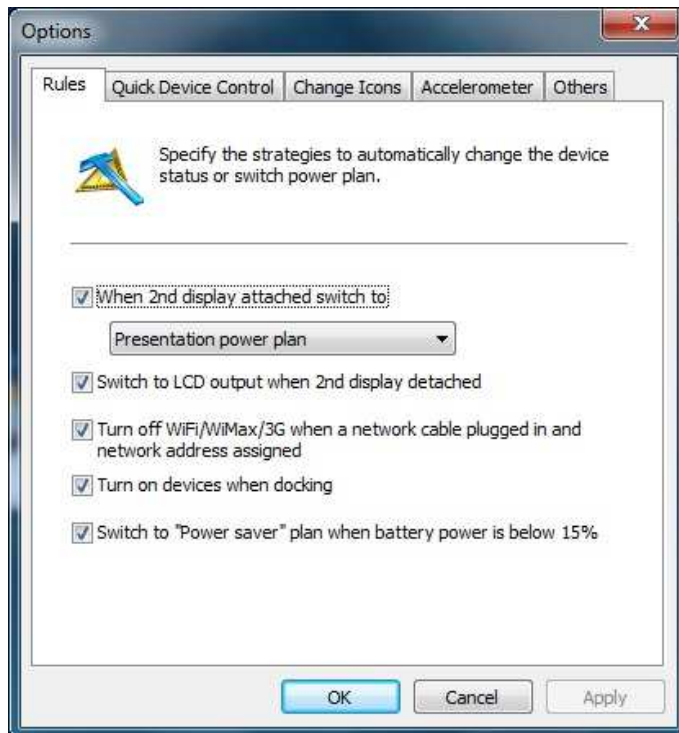 Options
Rules
Quick Device Control
Change Icons
Accelerometer
Others
Specify the strategies to automatically change the device
status or switch power plan.
When 2nd display attached switch to
Presentation power plan
Switch to LCD output when 2nd display detached
Turn off WiFi/WiMax/3G when a network cable plugged in and
network address assigned
Turn on devices when docking
Switch to "Power saver" plan when battery power is below 15%
OK
Cancel
Apply